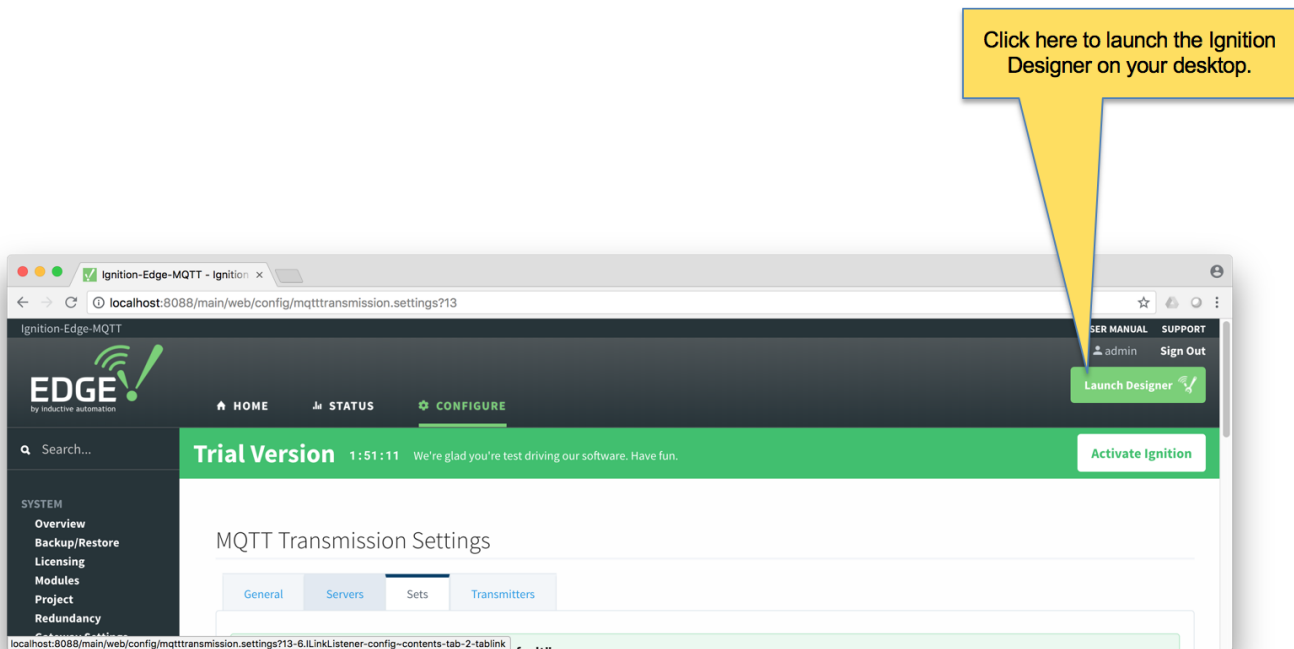 Click here to launch the Ignition
Designer on your desktop.
Ignition-Edge-MQTT - Ignition
localhost:8088/main/web/config/mqtttransmission.settings?13
Ignition-Edge-MQTT
SER MANUAL SUPPORT
admin Sign Out
EDGE
by inductive automation
Launch Designer
HOME STATUS CONFIGURE
Search...
Trial Version 1:51:11 We're glad you're test driving our software. Have fun.
Activate Ignition
SYSTEM
Overview
Backup/Restore
Licensing
Modules
Project
Redundancy
MQTT Transmission Settings
General Servers Sets Transmitters
localhost:8088/main/web/config/mqtttransmission.settings?13-6.ILinkListener-config~contents-tab-2-tablink